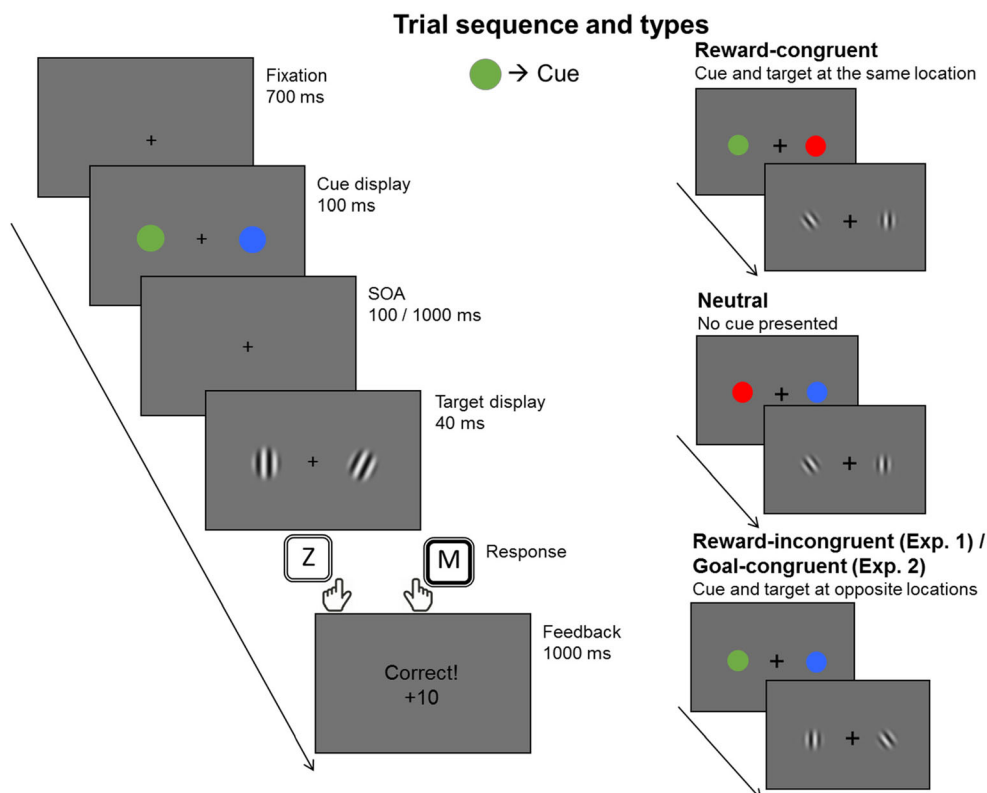 Trial sequence and types
→ Cue
Fixation
700 ms
+
Cue display
100 ms
+
SOA
100 / 1000 ms
+
Target display
40 ms
+
Z
M
Response
Feedback
1000 ms
Correct!
+10
Reward-congruent
Cue and target at the same location
+
+
Neutral
No cue presented
+
+
Reward-incongruent (Exp. 1) /
Goal-congruent (Exp. 2)
Cue and target at opposite locations
+
+